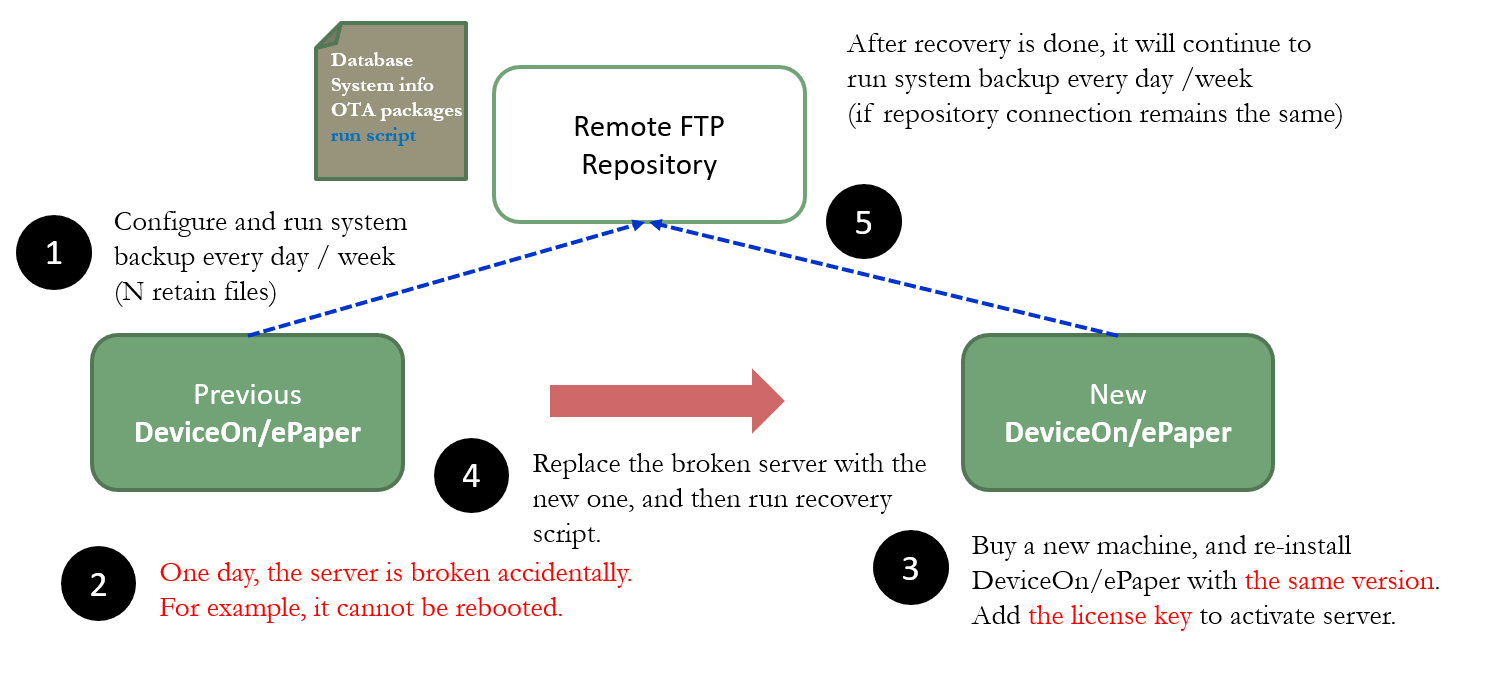 Database
System info
OTA packages
run script
Remote FTP
Repository
After recovery is done, it will continue to
run system backup every day /week
(if repository connection remains the same)
5
1
Configure and run system
backup every day / week
(N retain files)
Previous
DeviceOn/ePaper
New
DeviceOn/ePaper
4
Replace the broken server with the
new one, and then run recovery
script.
2
One day, the server is broken accidentally.
For example, it cannot be rebooted.
3
Buy a new machine, and re-install
DeviceOn/ePaper with the same version.
Add the license key to activate server.